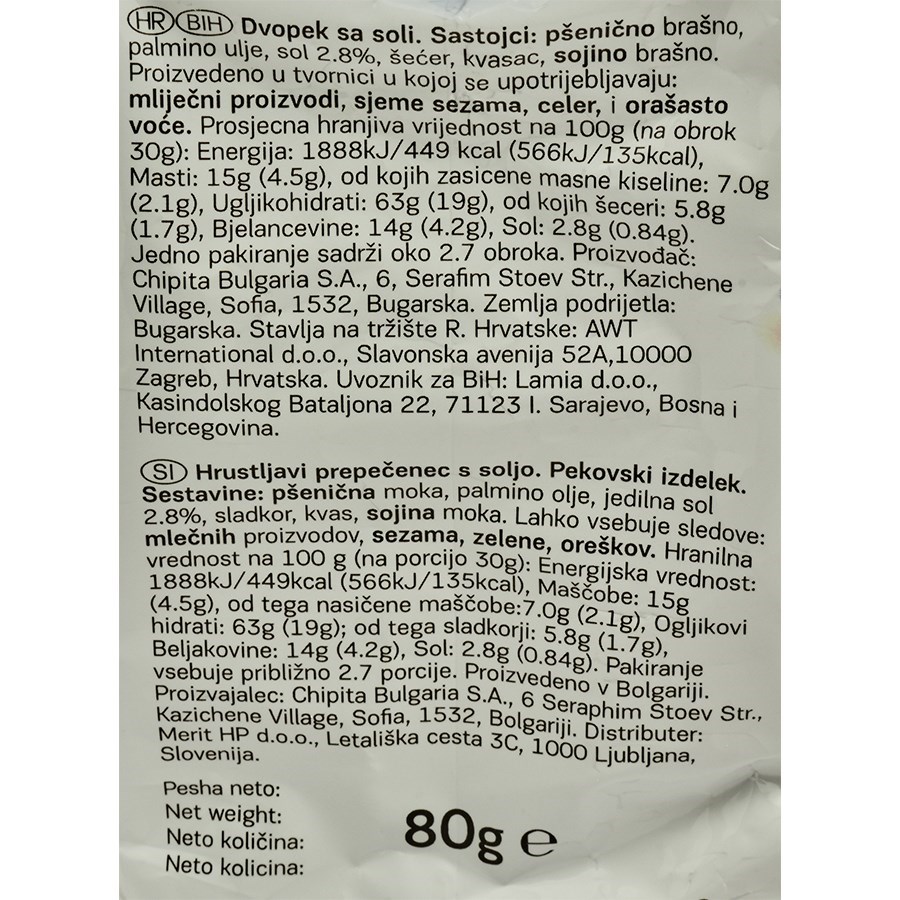 HR BIH Dvopek sa soli. Sastojci: pšenično brašno,
palmino ulje, sol 2.8%, šećer, kvasac, sojino brašno.
Proizvedeno u tvornici u kojoj se upotrijebljavaju:
mliječni proizvodi, sjeme sezama, celer, i orašasto
voće. Prosjecna hranjiva vrijednost na 100g (na obrok
30g): Energija: 1888kJ/449 kcal (566kJ/135kcal),
Masti: 15g (4.5g), od kojih zasicene masne kiseline: 7.0g
(2.1g), Ugljikohidrati: 63g (19g), od kojih šeceri: 5.8g
(1.7g), Bjelancevine: 14g (4.2g), Sol: 2.8g (0.84g).
Jedno pakiranje sadrži oko 2.7 obroka. Proizvođač:
Chipita Bulgaria S.A., 6, Serafim Stoev Str., Kazichene
Village, Sofia, 1532, Bugarska. Zemlja podrijetla:
Bugarska. Stavlja na tržište R. Hrvatske: AWT
International d.o.o., Slavonska avenija 52A,10000
Zagreb, Hrvatska. Uvoznik za BiH: Lamia d.o.o.,
Kasindolskog Bataljona 22, 71123 I. Sarajevo, Bosna i
Hercegovina.
SI Hrustljavi prepečenec s soljo. Pekovski izdelek.
Sestavine: pšenična moka, palmino olje, jedilna sol
2.8%, sladkor, kvas, sojina moka. Lahko vsebuje sledove:
mlečnih proizvodov, sezama, zelene, oreškov. Hranilna
vrednost na 100 g (na porcijo 30g): Energijska vrednost:
1888kJ/449kcal (566kJ/135kcal), Maščobe: 15g
(4.5g), od tega nasičene maščobe:7.0g (2.1g), Ogljikovi
hidrati: 63g (19g); od tega sladkorji: 5.8g (1.7g),
Beljakovine: 14g (4.2g), Sol: 2.8g (0.84g). Pakiranje
vsebuje približno 2.7 porcije. Proizvedeno v Bolgariji.
Proizvajalec: Chipita Bulgaria S.A., 6 Seraphim Stoev Str.,
Kazichene Village, Sofia, 1532, Bolgariji. Distributer:
Merit HP d.o.o., Letališka cesta 3C, 1000 Ljubljana,
Slovenija.
Pesha neto:
Net weight:
Neto količina:
Neto kolicina:
80g e